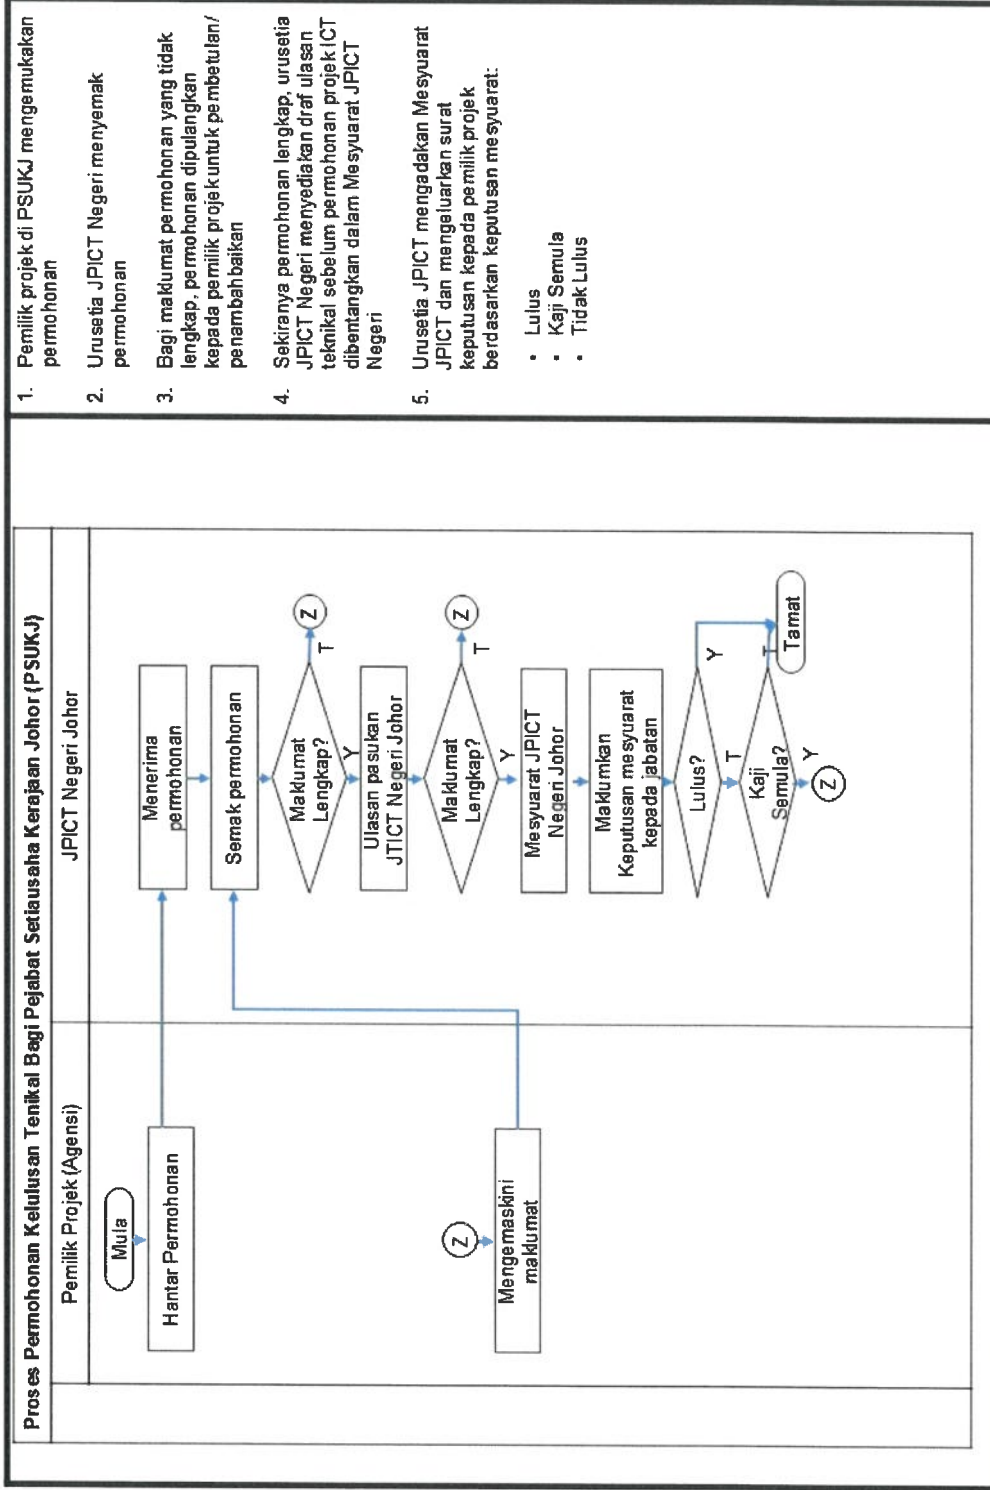 Proses Permohonan Kelulusan Tenikal Bagi Pejabat Setiausaha Kerajaan Johor (PSUKJ)
Pemilik Projek (Agensi)
JPICT Negeri Johor
Mula
Hantar Permohonan
Menerima
permohonan
Semak permohonan
Maklumat
Lengkap?
T
Z
Y
Ulasan pasukan
JTICT Negeri Johor
Maklumat
Lengkap?
T
Z
Y
Z
Mengemaskini
maklumat
Mesyuarat JPICT
Negeri Johor
Maklumkan
Keputusan mesyuarat
kepada jabatan
Lulus?
Y
T
Kaji
Semula?
T
Tamat
Y
Z
1. Pemilik projek di PSUKJ mengemukakan
permohonan
2. Urusetia JPICT Negeri menyemak
permohonan
3. Bagi maklumat permohonan yang tidak
lengkap, permohonan dipulangkan
kepada pemilik projek untuk pembetulan/
penambahbaikan
4. Sekiranya permohonan lengkap, urusetia
JPICT Negeri menyediakan draf ulasan
teknikal sebelum permohonan projek ICT
dibentangkan dalam Mesyuarat JPICT
Negeri
5. Urusetia JPICT mengadakan Mesyuarat
JPICT dan mengeluarkan surat
keputusan kepada pemilik projek
berdasarkan keputusan mesyuarat:
• Lulus
• Kaji Semula
• Tidak Lulus